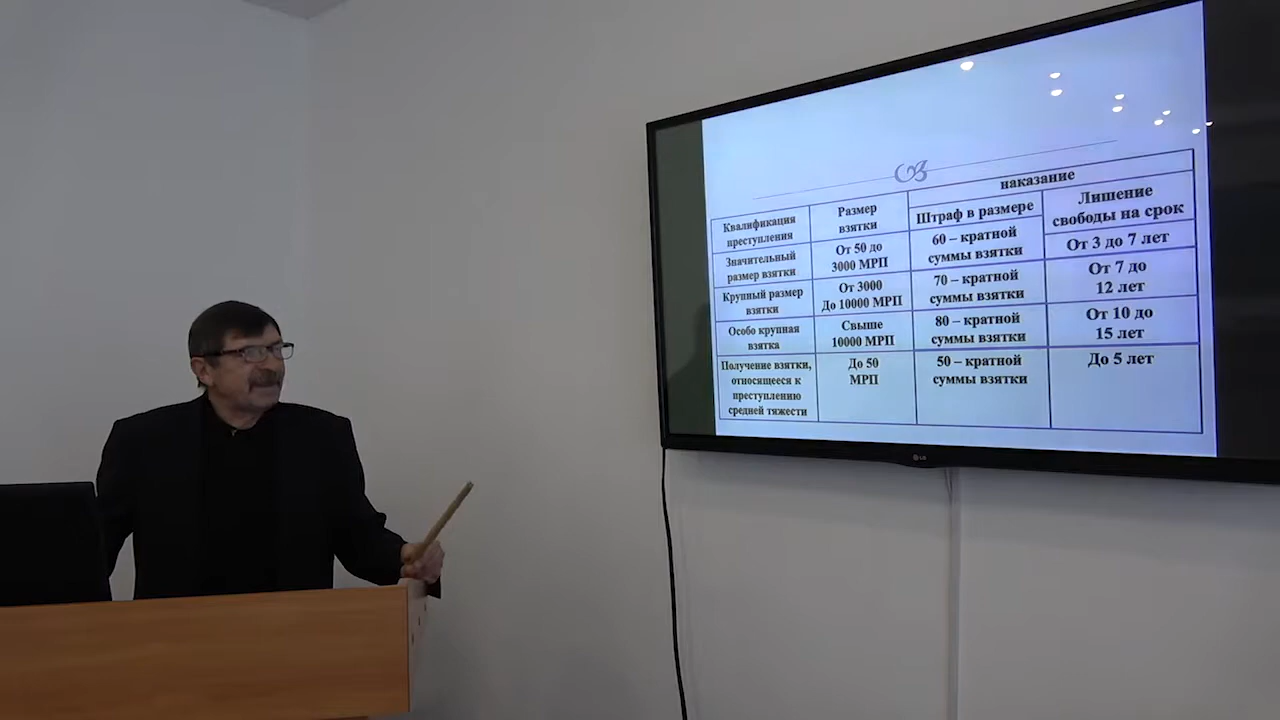 наказание
Квалификация
преступления
Размер
взятки
Штраф в размере
Лишение
свободы на срок
Значительный
размер взятки
От 50 до
3000 МРП
60 – кратной
суммы взятки
От 3 до 7 лет
Крупный размер
взятки
От 3000
До 10000 МРП
70 – кратной
суммы взятки
От 7 до
12 лет
Особо крупная
взятка
Свыше
10000 МРП
80 – кратной
суммы взятки
От 10 до
15 лет
Получение взятки,
относящееся к
преступлению
средней тяжести
До 50
МРП
50 – кратной
суммы взятки
До 5 лет
LG